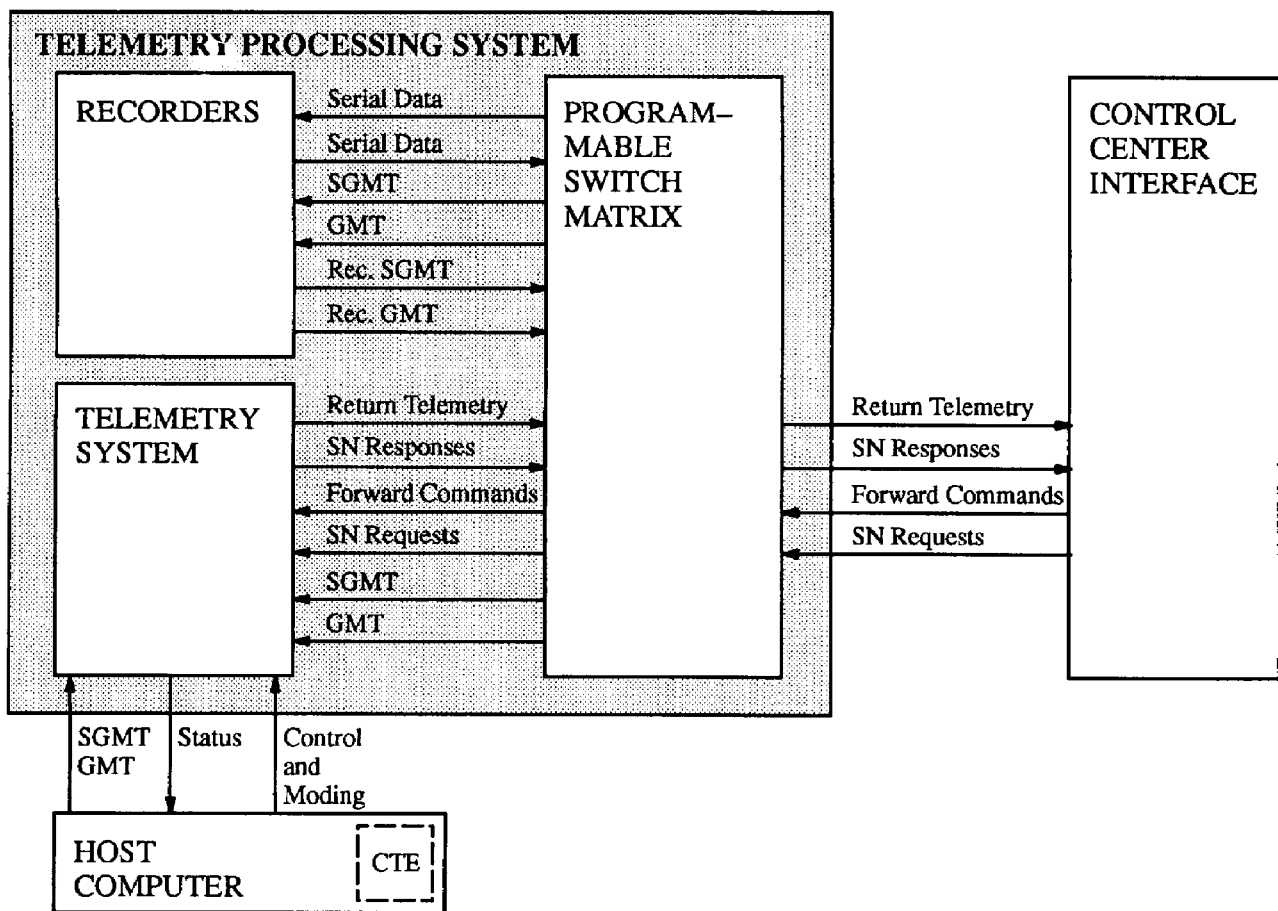 TELEMETRY PROCESSING SYSTEM
RECORDERS
Serial Data
Serial Data
SGMT
GMT
Rec. SGMT
Rec. GMT
PROGRAM–
MABLE
SWITCH
MATRIX
CONTROL
CENTER
INTERFACE
TELEMETRY
SYSTEM
Return Telemetry
SN Responses
Forward Commands
SN Requests
SGMT
GMT
Return Telemetry
SN Responses
Forward Commands
SN Requests
SGMT
GMT
Status
Control
and
Moding
HOST
COMPUTER
CTE